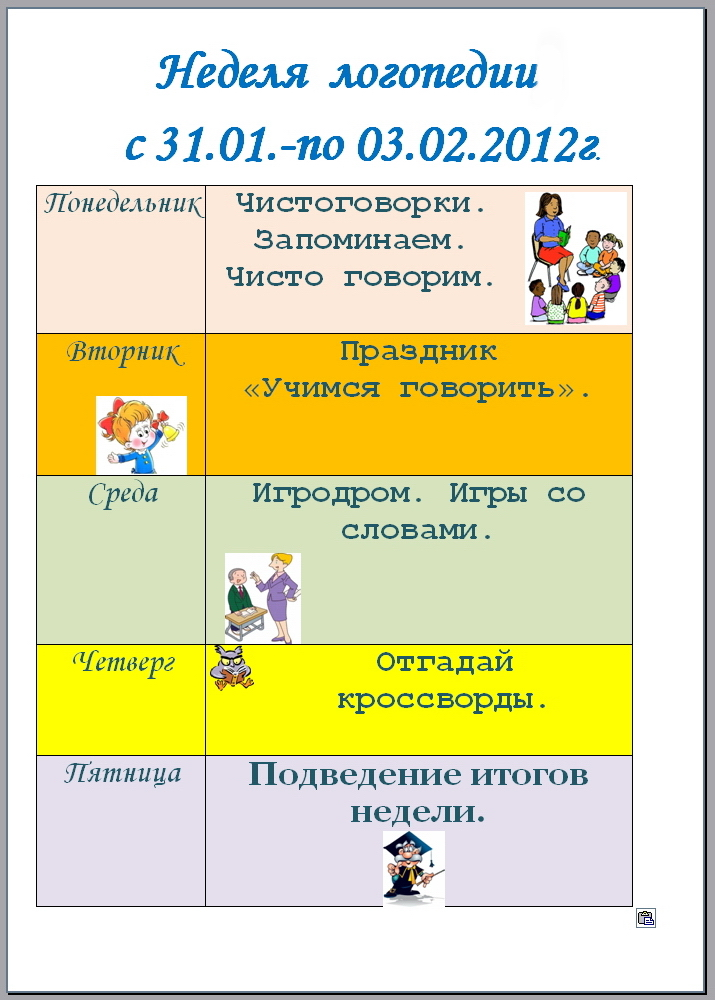 Неделя логопедии
с 31.01.-по 03.02.2012г.
Понедельник
Чистоговорки.
Запоминаем.
Чисто говорим.
Вторник
Праздник
«Учимся говорить».
Среда
Игродром. Игры со
словами.
Четверг
Отгадай
кроссворды.
Пятница
Подведение итогов
недели.